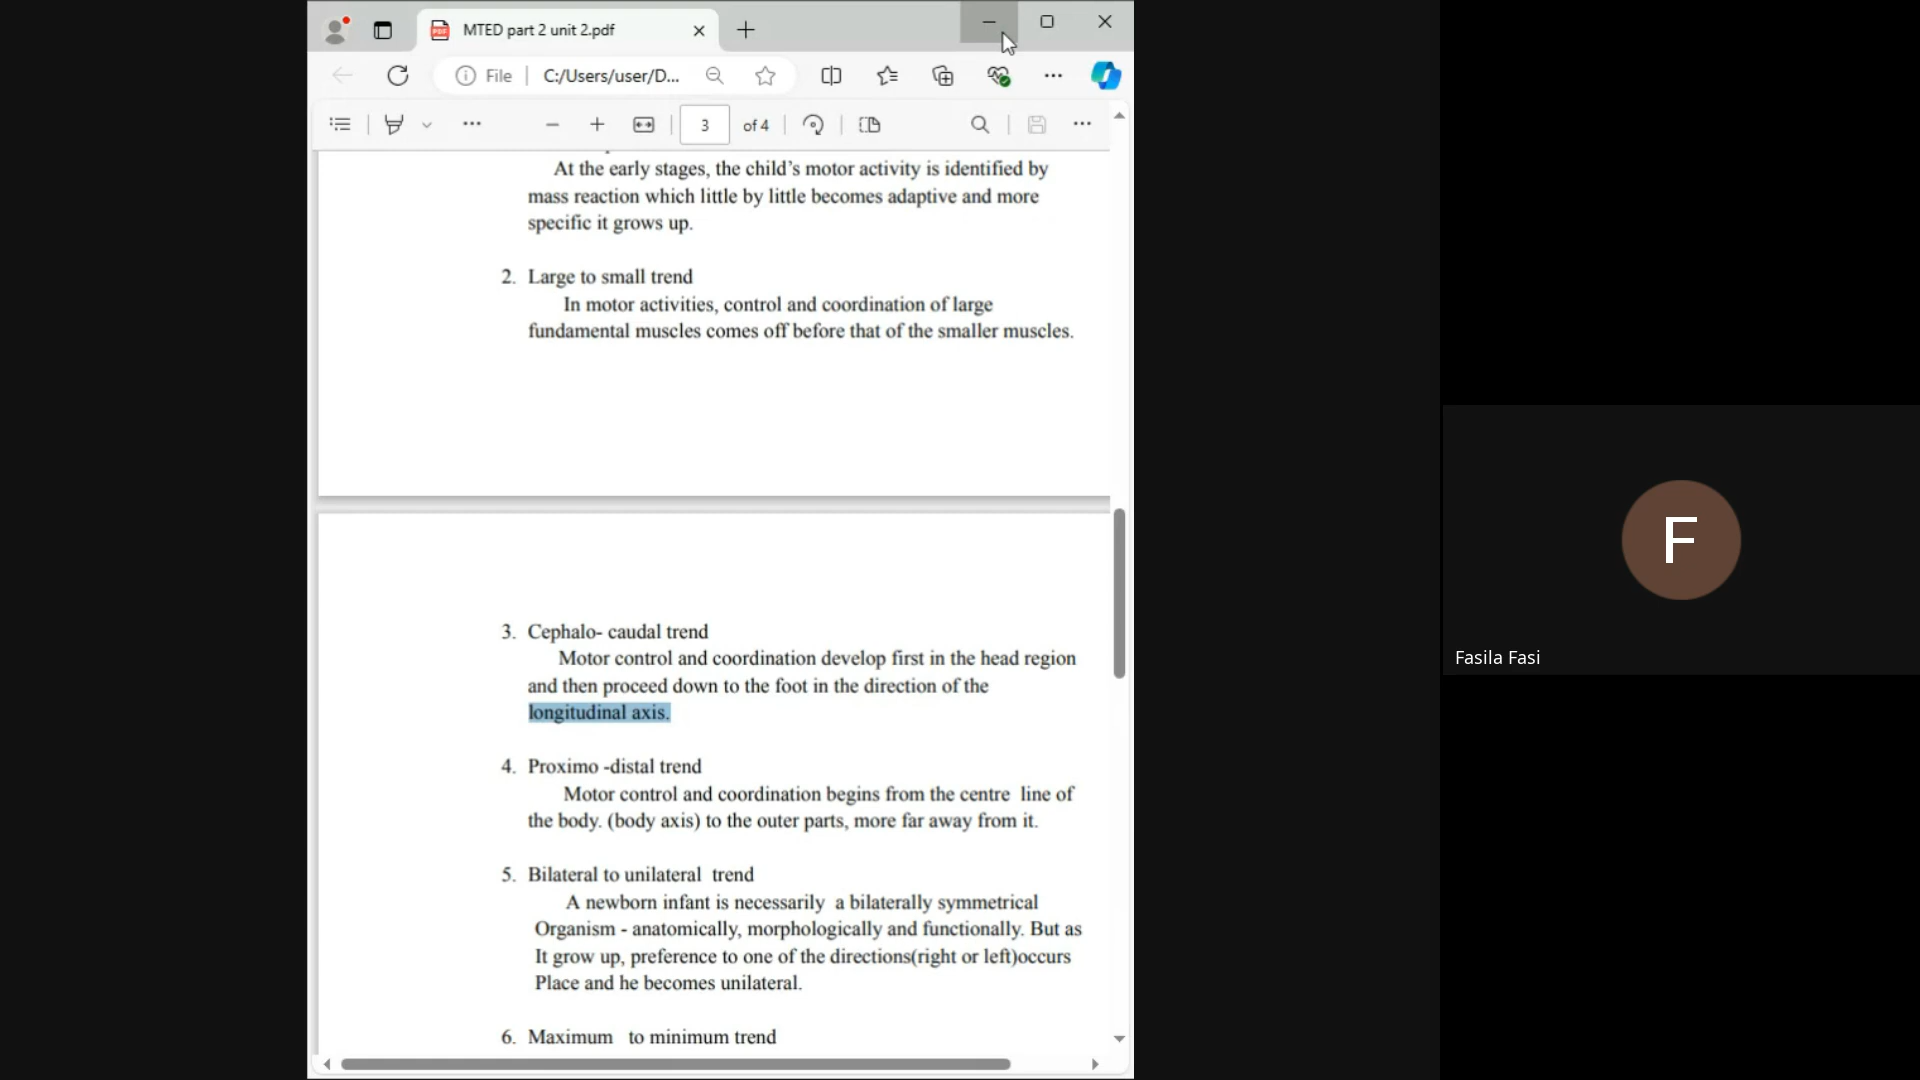 MTED part 2 unit 2.pdf
File
C:/Users/user/D...
3 of 4
At the early stages, the child's motor activity is identified by
mass reaction which little by little becomes adaptive and more
specific it grows up.
2. Large to small trend
In motor activities, control and coordination of large
fundamental muscles comes off before that of the smaller muscles.
3. Cephalo- caudal trend
Motor control and coordination develop first in the head region
and then proceed down to the foot in the direction of the
longitudinal axis.
4. Proximo -distal trend
Motor control and coordination begins from the centre line of
the body. (body axis) to the outer parts, more far away from it.
5. Bilateral to unilateral trend
A newborn infant is necessarily a bilaterally symmetrical
Organism - anatomically, morphologically and functionally. But as
It grow up, preference to one of the directions(right or left)occurs
Place and he becomes unilateral.
6. Maximum to minimum trend
F
Fasila Fasi